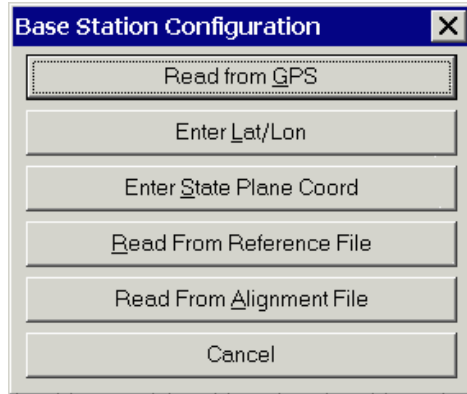 Base Station Configuration
Read from GPS
Enter Lat/Lon
Enter State Plane Coord
Read From Reference File
Read From Alignment File
Cancel